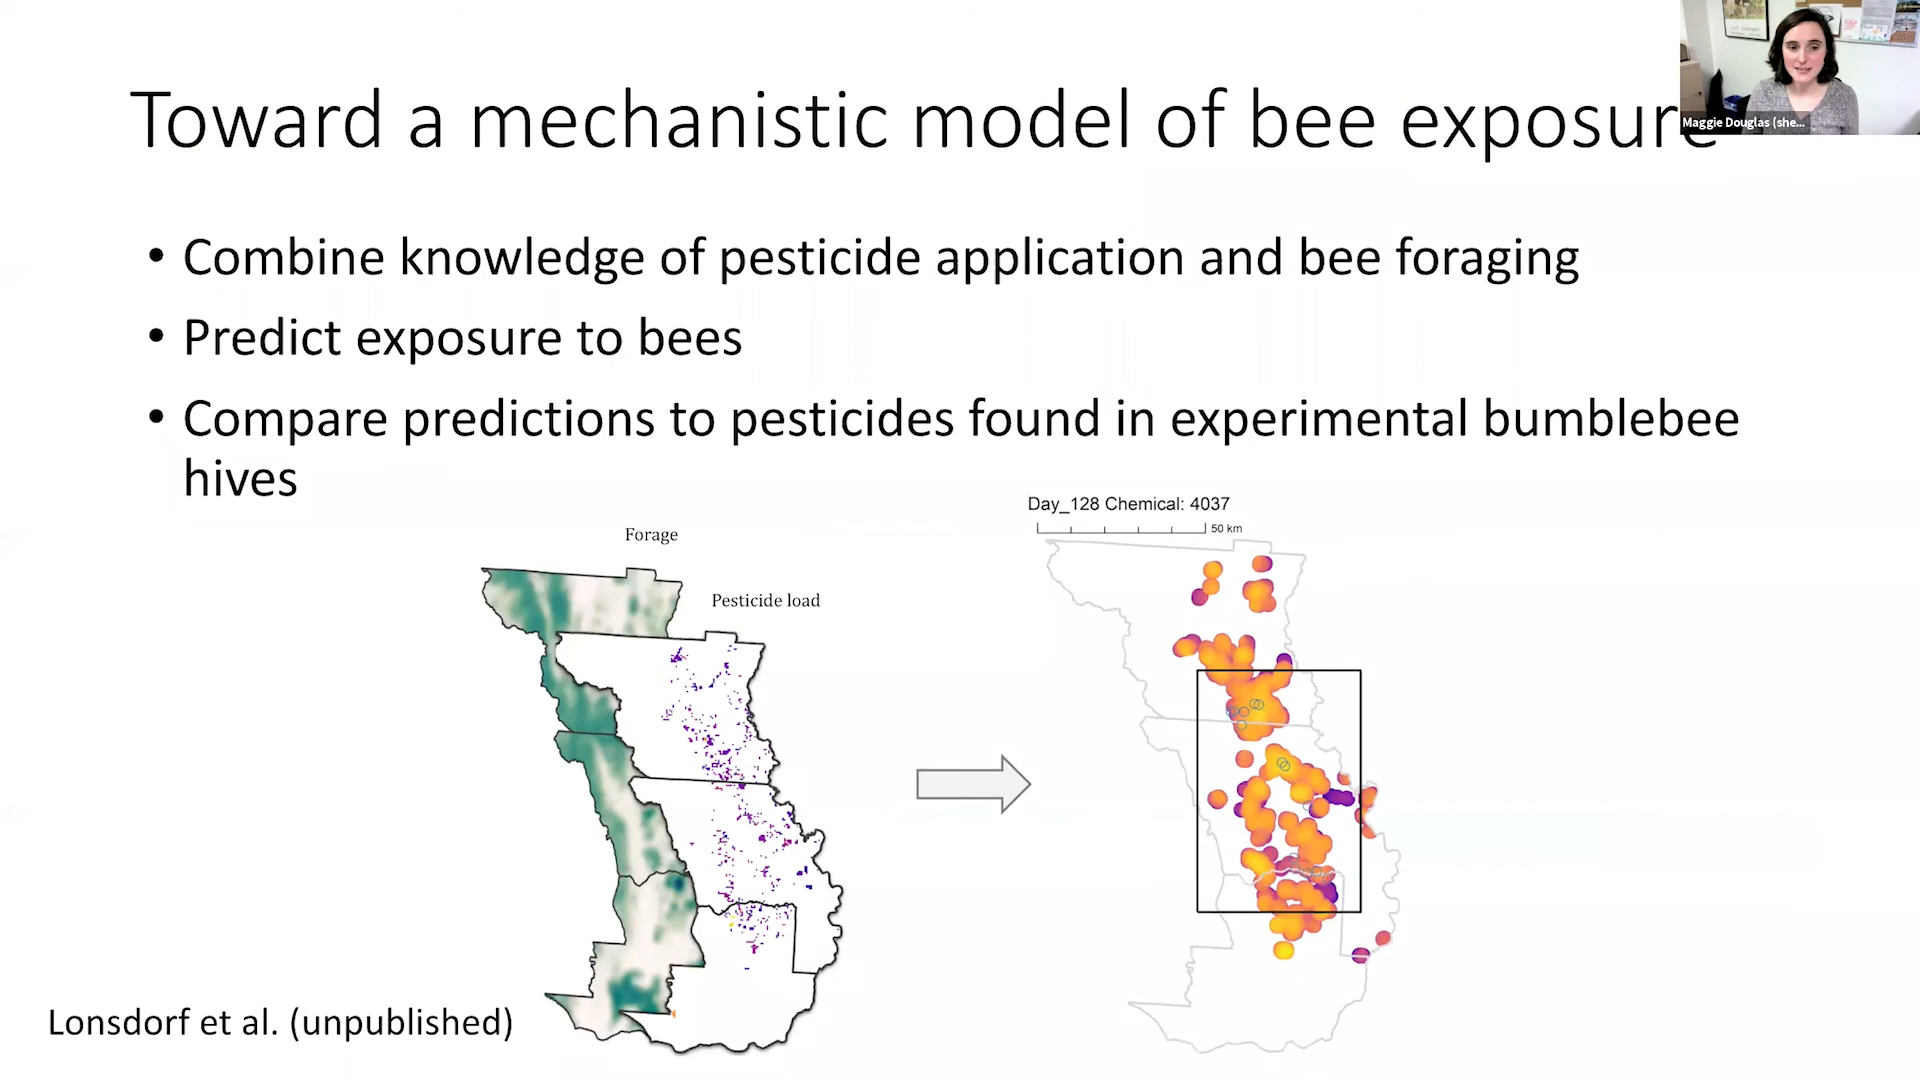 Toward a mechanistic model of bee exposure
Maggie Douglas (she...
• Combine knowledge of pesticide application and bee foraging
• Predict exposure to bees
• Compare predictions to pesticides found in experimental bumblebee
hives
Day_128 Chemical: 4037
50 km
Forage
Pesticide load
Lonsdorf et al. (unpublished)